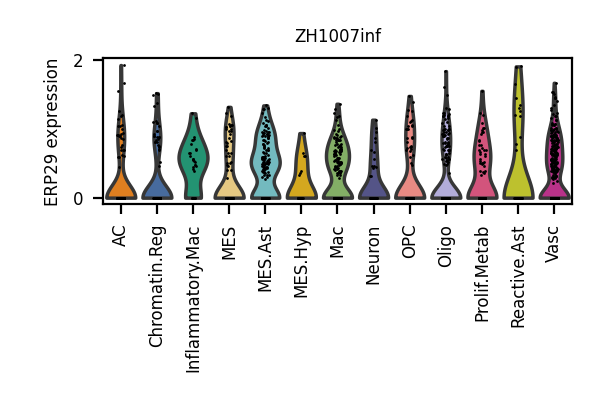 ZH1007inf
ERP29 expression
2
0
AC
Chromatin.Reg
Inflammatory.Mac
MES
MES.Ast
MES.Hyp
Mac
Neuron
OPC
Oligo
Prolif.Metab
Reactive.Ast
Vasc